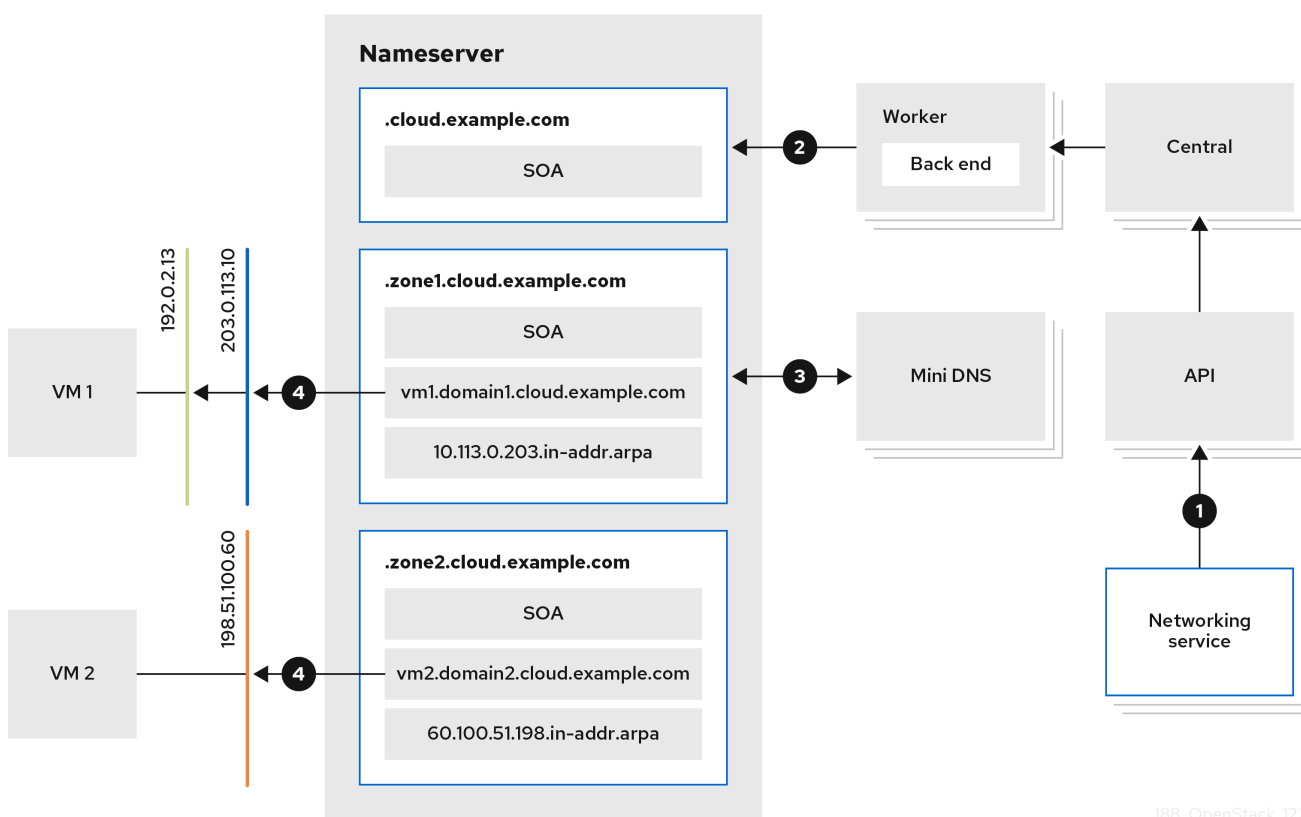 Nameserver
.cloud.example.com
SOA
2
Worker
Back end
Central
192.0.2.13
203.0.113.10
.zone1.cloud.example.com
SOA
vm1.domain1.cloud.example.com
10.113.0.203.in-addr.arpa
VM 1
4
3
Mini DNS
API
1
198.51.100.60
.zone2.cloud.example.com
SOA
vm2.domain2.cloud.example.com
60.100.51.198.in-addr.arpa
VM 2
4
Networking
service
188_OpenStack_12